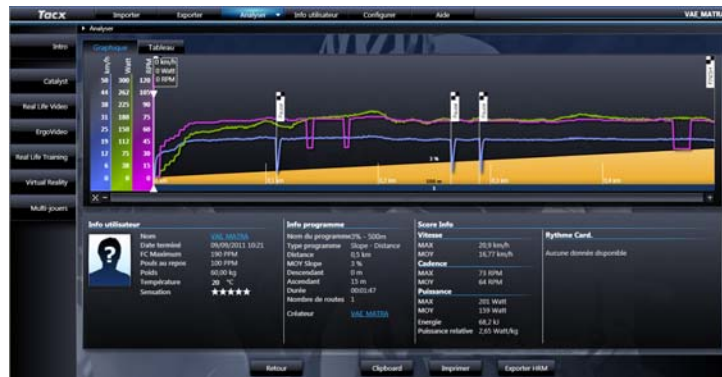 Tacx Importer Exporter Analyser Info utilisateur Configurer Aide VAE_MATRA
Analyser
Intro
Catalyst
Real Life Video
ErgoVideo
Real Life Training
Virtual Reality
Multi-jouers
Graphique Tableau
km/h Watt RPM
0 km/h
0 Watt
0 RPM
50 300 120
44 262 105
38 225 90
31 188 75
25 150 60
19 112 45
12 75 30
6 38 15
0 0 0
3 %
500 m
Info utilisateur
Nom VAE_MATRA
Date terminé 09/09/2011 10:21
FC Maximum 190 PPM
Pouls au repos 100 PPM
Poids 60,00 kg
Température 20 °C
Sensation ★★★★★
Info programme
Nom du programme 3% - 500m
Type programme Slope - Distance
Distance 0,5 km
MOY Slope 3 %
Descendant 0 m
Ascendant 15 m
Durée 00:01:47
Nombre de routes 1
Créateur VAE_MATRA
Score Info
Vitesse
MAX 20,9 km/h
MOY 16,77 km/h
Cadence
MAX 73 RPM
MOY 64 RPM
Puissance
MAX 201 Watt
MOY 159 Watt
Energie 68,2 kJ
Puissance relative 2,65 Watt/kg
Rythme Card.
Aucune donnée disponible
Retour Clipboard Imprimer Exporter HRM